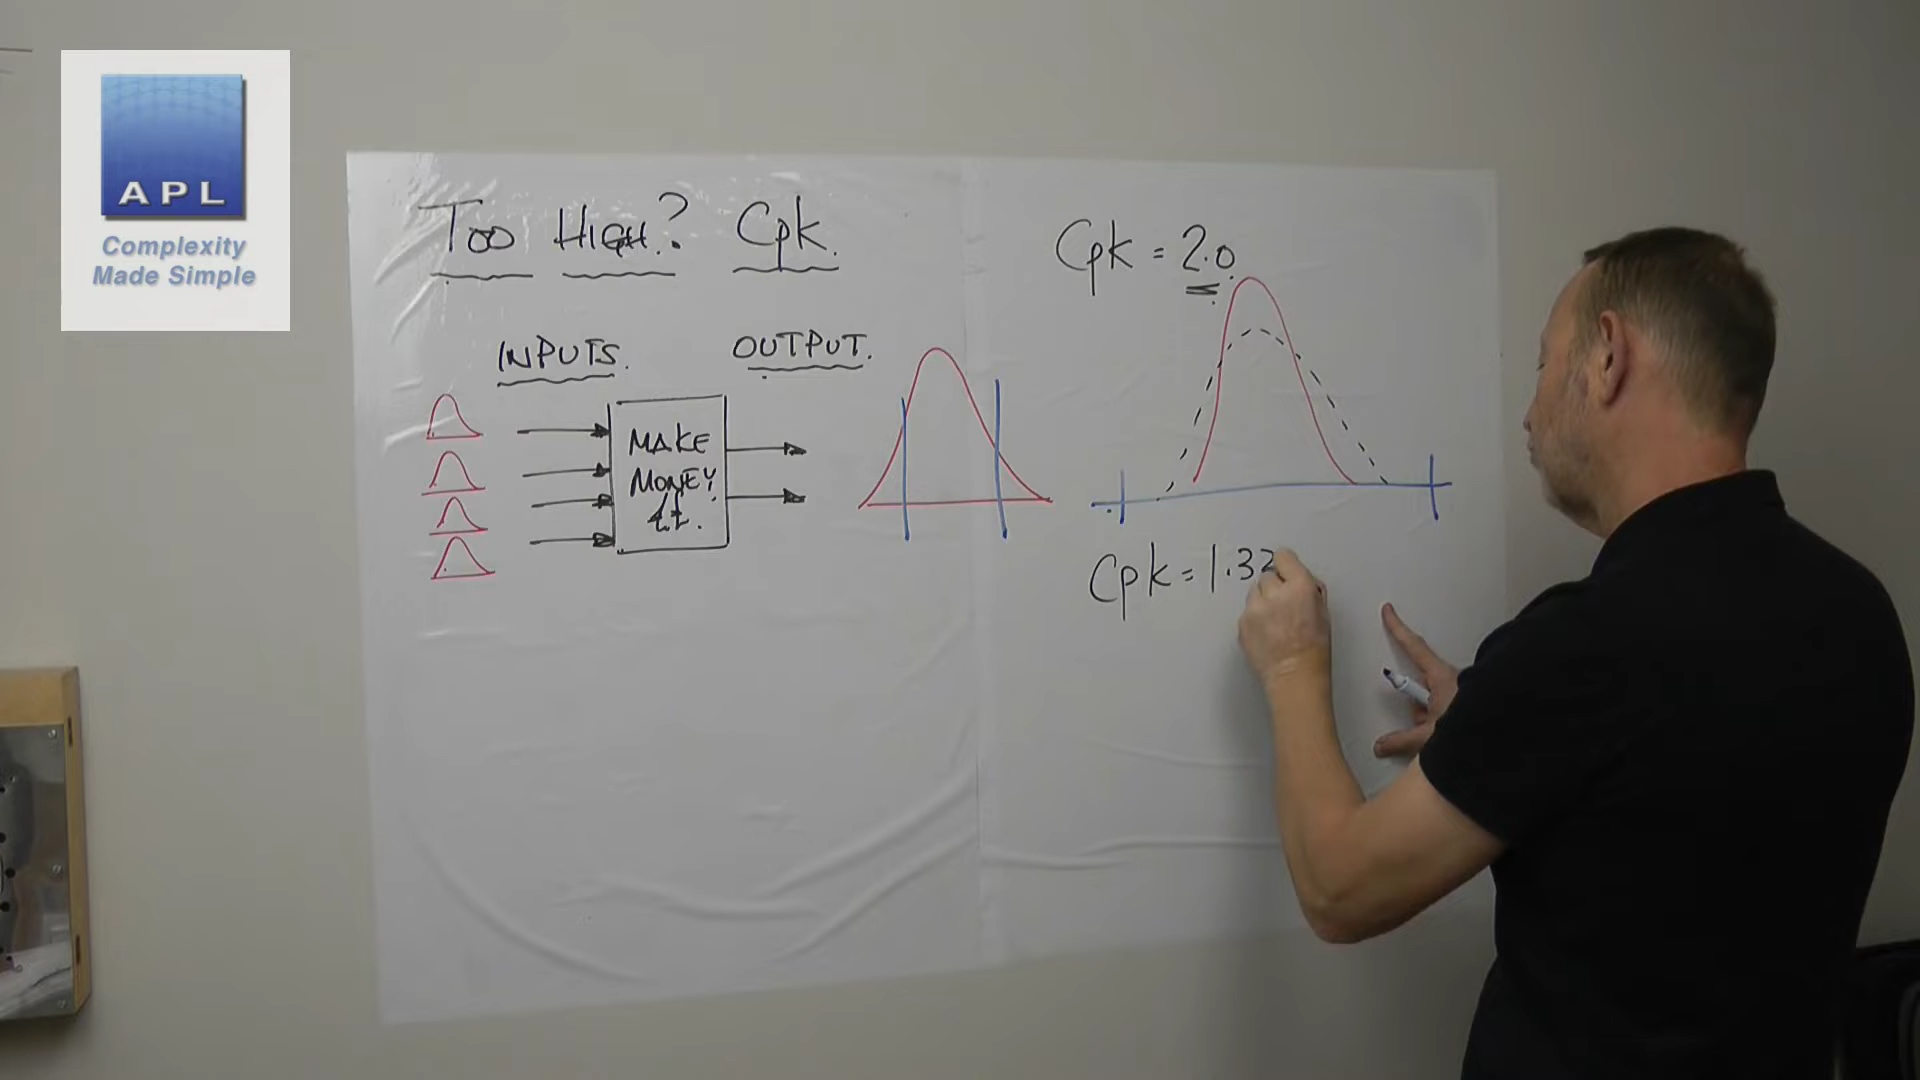 APL
Complexity
Made Simple
TOO HIGH? Cpk.
INPUTS.
OUTPUT.
MAKE
MONEY
Cpk = 2.0
Cpk = 1.33